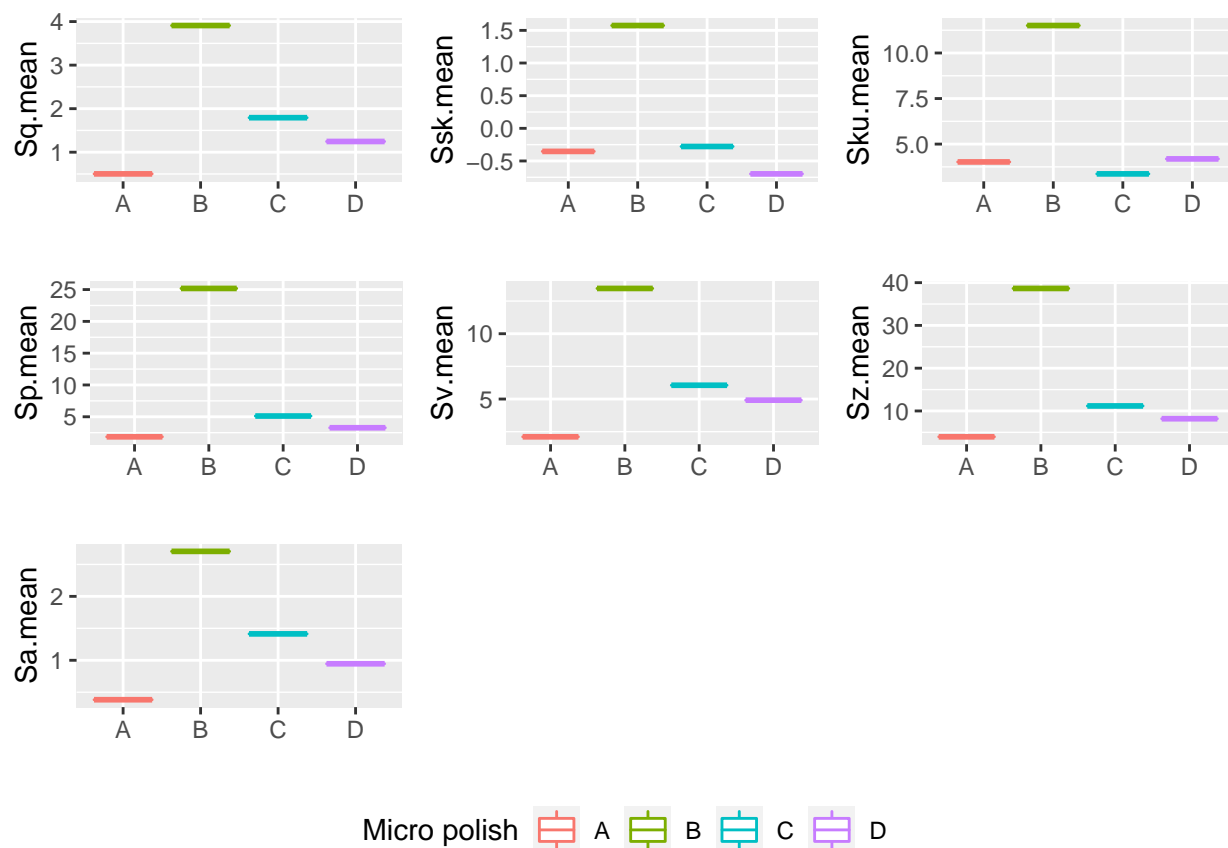 Sq.mean
4
3
2
1
A B C D
Ssk.mean
1.5
1.0
0.5
0.0
−0.5
A B C D
Sku.mean
10.0
7.5
5.0
A B C D
Sp.mean
25
20
15
10
5
A B C D
Sv.mean
10
5
A B C D
Sz.mean
40
30
20
10
A B C D
Sa.mean
2
1
A B C D
Micro polish A B C D